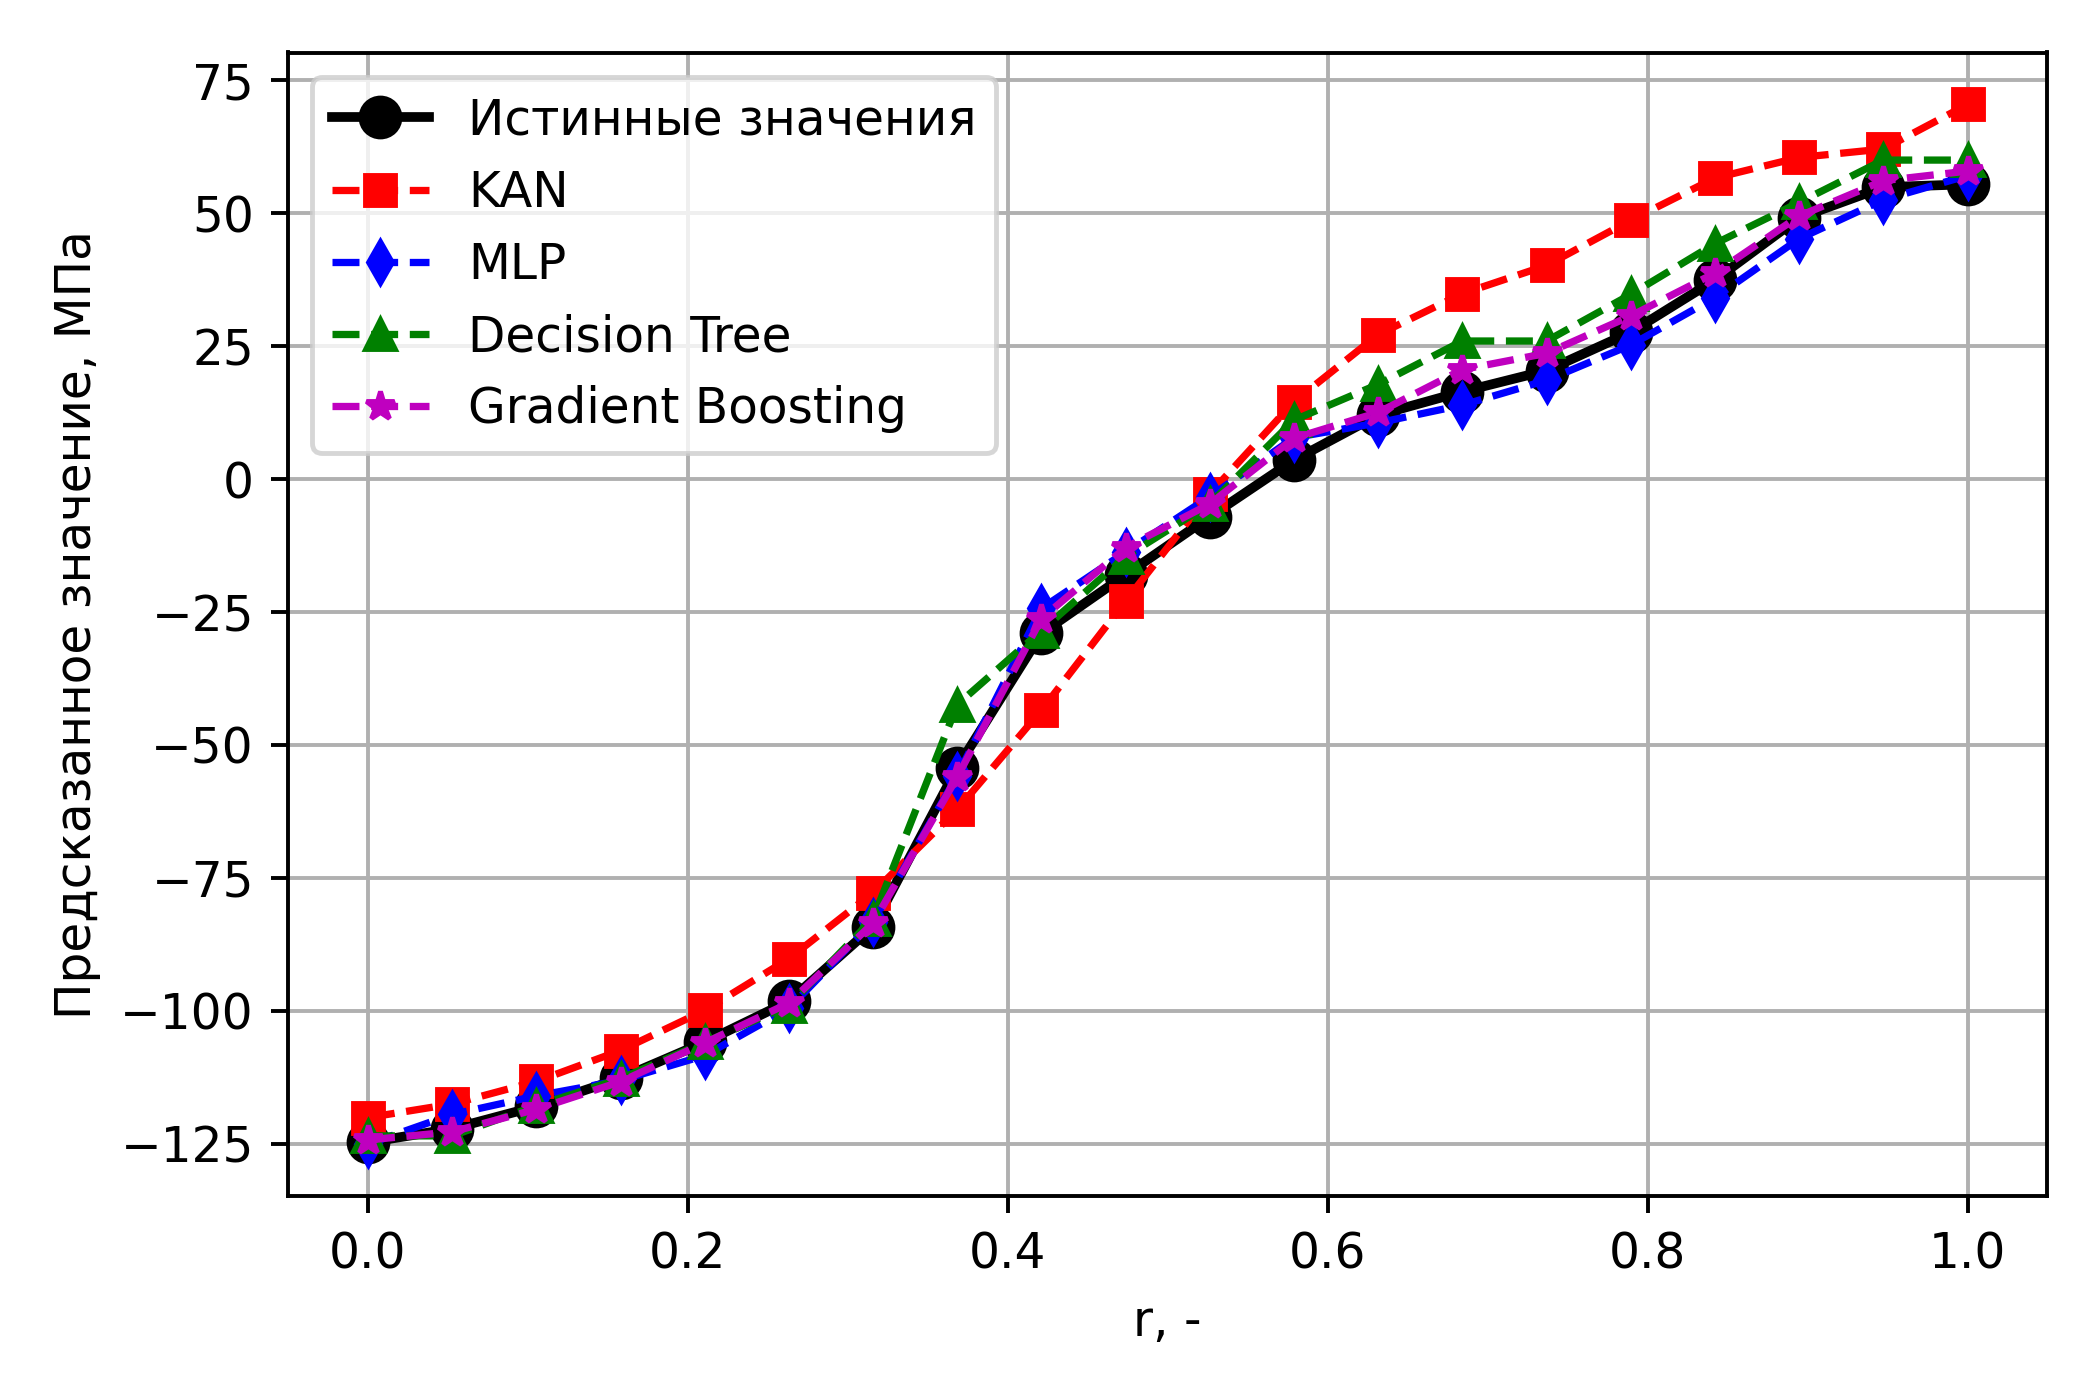 Предсказанное значение, МПа
75
50
25
0
−25
−50
−75
−100
−125
Истинные значения
KAN
MLP
Decision Tree
Gradient Boosting
0.0 0.2 0.4 0.6 0.8 1.0
r, -